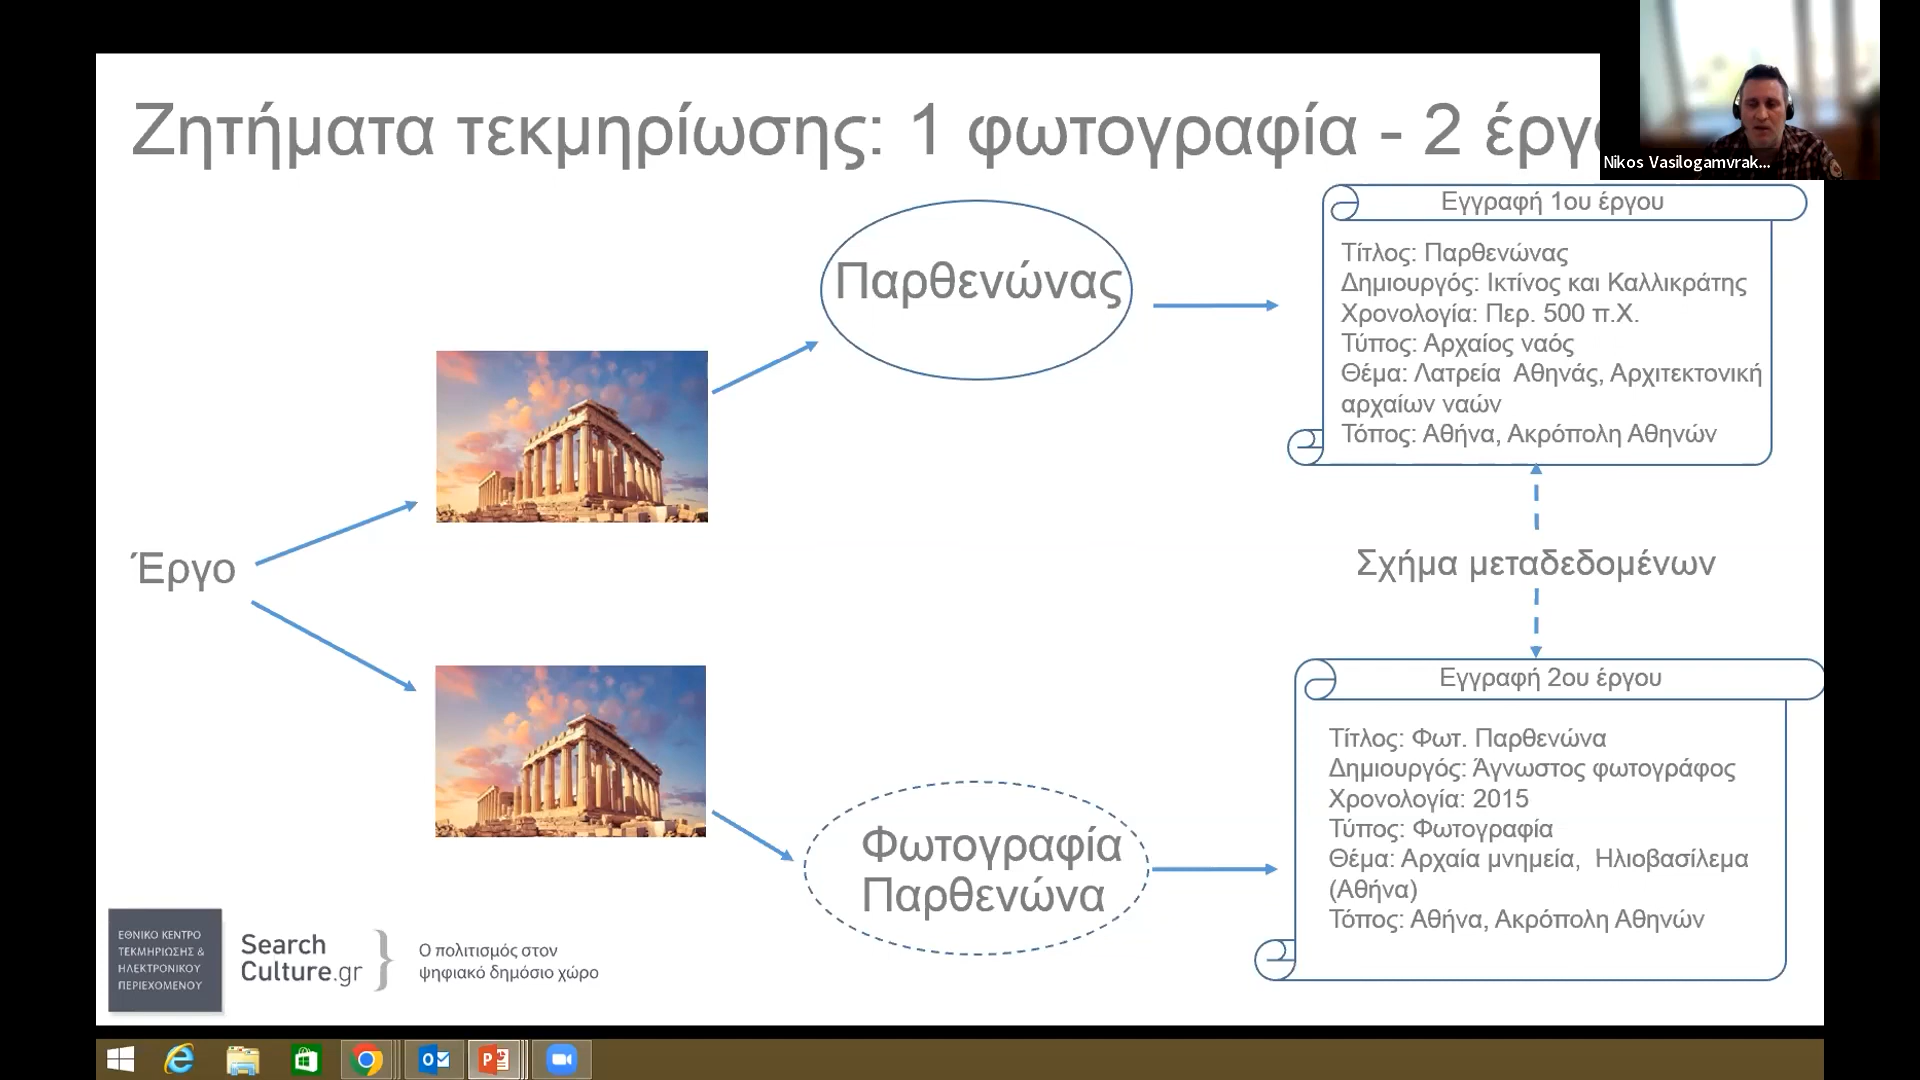 Ζητήματα τεκμηρίωσης: 1 φωτογραφία - 2 έργ
Nikos Vasilogamvrak...
Παρθενώνας
Εγγραφή 1ου έργου
Τίτλος: Παρθενώνας
Δημιουργός: Ικτίνος και Καλλικράτης
Χρονολογία: Περ. 500 π.Χ.
Τύπος: Αρχαίος ναός
Θέμα: Λατρεία Αθηνάς, Αρχιτεκτονική
αρχαίων ναών
Τόπος: Αθήνα, Ακρόπολη Αθηνών
Έργο
Σχήμα μεταδεδομένων
Φωτογραφία
Παρθενώνα
Εγγραφή 2ου έργου
Τίτλος: Φωτ. Παρθενώνα
Δημιουργός: Άγνωστος φωτογράφος
Χρονολογία: 2015
Τύπος: Φωτογραφία
Θέμα: Αρχαία μνημεία, Ηλιοβασίλεμα
(Αθήνα)
Τόπος: Αθήνα, Ακρόπολη Αθηνών
ΕΘΝΙΚΟ ΚΕΝΤΡΟ
ΤΕΚΜΗΡΙΩΣΗΣ &
ΗΛΕΚΤΡΟΝΙΚΟΥ
ΠΕΡΙΕΧΟΜΕΝΟΥ
Search
Culture.gr
Ο πολιτισμός στον
ψηφιακό δημόσιο χώρο